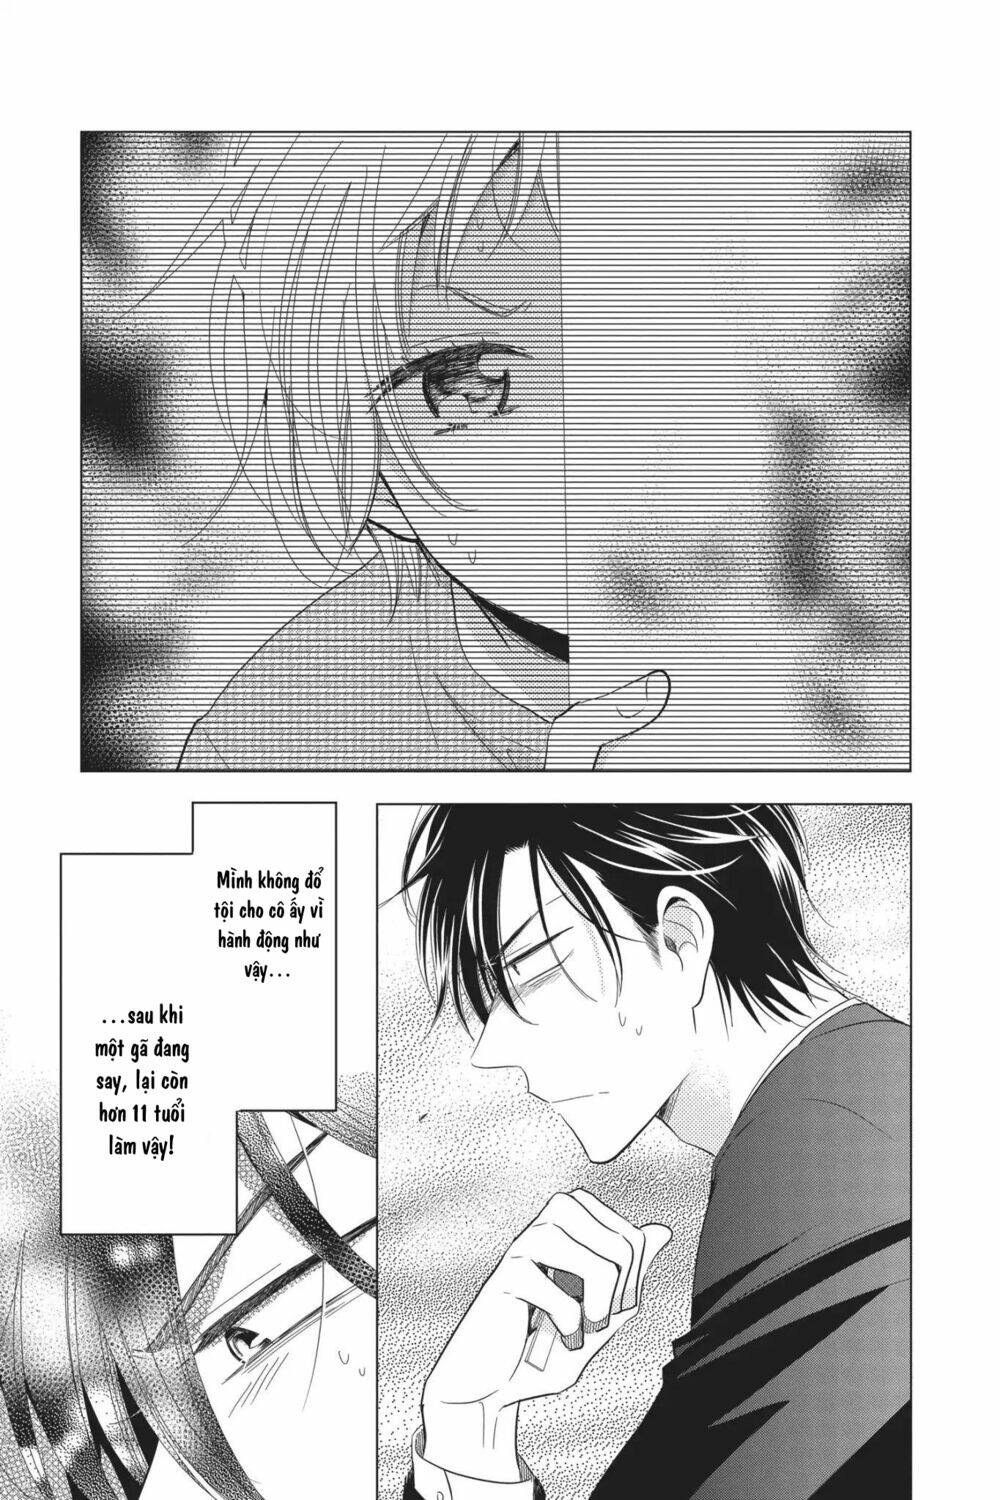 Mình không đổ
tội cho cô ấy vì
hành động như
vậy...
...sau khi
một gã đang
say, lại còn
hơn 11 tuổi
làm vậy!